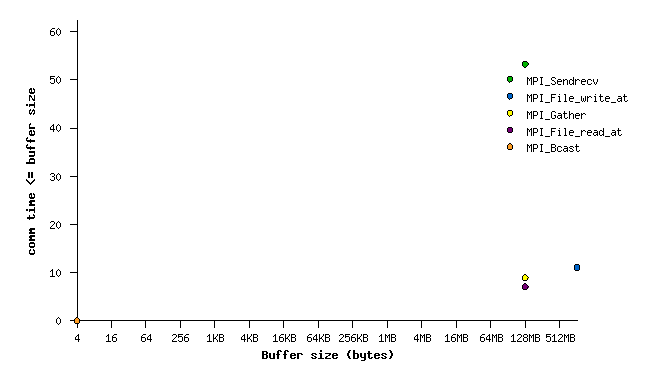 60
50
40
30
20
10
0
comm time <= buffer size
MPI_Sendrecv
MPI_File_write_at
MPI_Gather
MPI_File_read_at
MPI_Bcast
4 16 64 256 1KB 4KB 16KB 64KB 256KB 1MB 4MB 16MB 64MB 128MB 512MB
Buffer size (bytes)